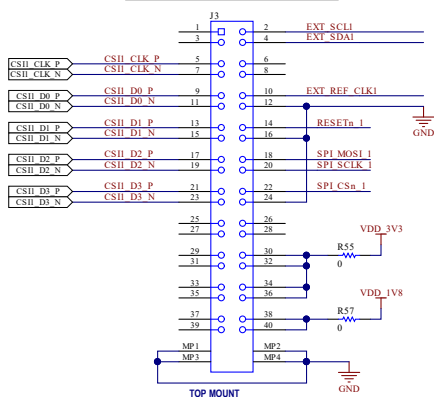 J3
1 2 EXT_SCL1
3 4 EXT_SDA1
CSI1_CLK_P CSI1_CLK_P 5 6
CSI1_CLK_N CSI1_CLK_N 7 8
CSI1_D0_P CSI1_D0_P 9 10 EXT_REF_CLK1
CSI1_D0_N CSI1_D0_N 11 12
GND
CSI1_D1_P CSI1_D1_P 13 14 RESETn_1
CSI1_D1_N CSI1_D1_N 15 16
CSI1_D2_P CSI1_D2_P 17 18 SPI_MOSI_1
CSI1_D2_N CSI1_D2_N 19 20 SPI_SCLK_1
CSI1_D3_P CSI1_D3_P 21 22 SPI_CSn_1
CSI1_D3_N CSI1_D3_N 23 24
25 26
27 28
VDD_3V3
29 30 R55
31 32 0
33 34
35 36
VDD_1V8
37 38 R57
39 40 0
MP1 MP2
MP3 MP4
GND
TOP MOUNT